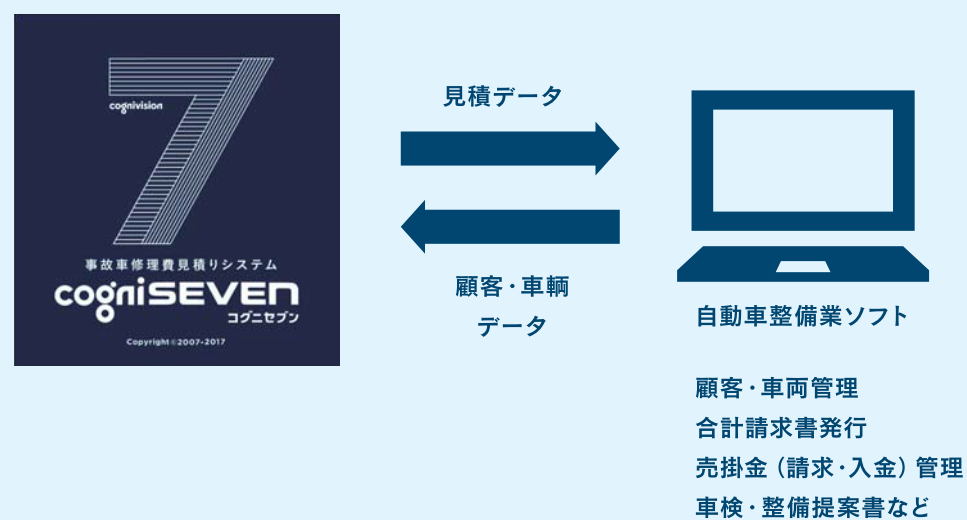 7
cognivision
事故車修理費見積りシステム
cogniSEVEN
コグニセブン
Copyright©2007-2017
見積データ
顧客・車輌
データ
自動車整備業ソフト
顧客・車両管理
合計請求書発行
売掛金（請求・入金）管理
車検・整備提案書など